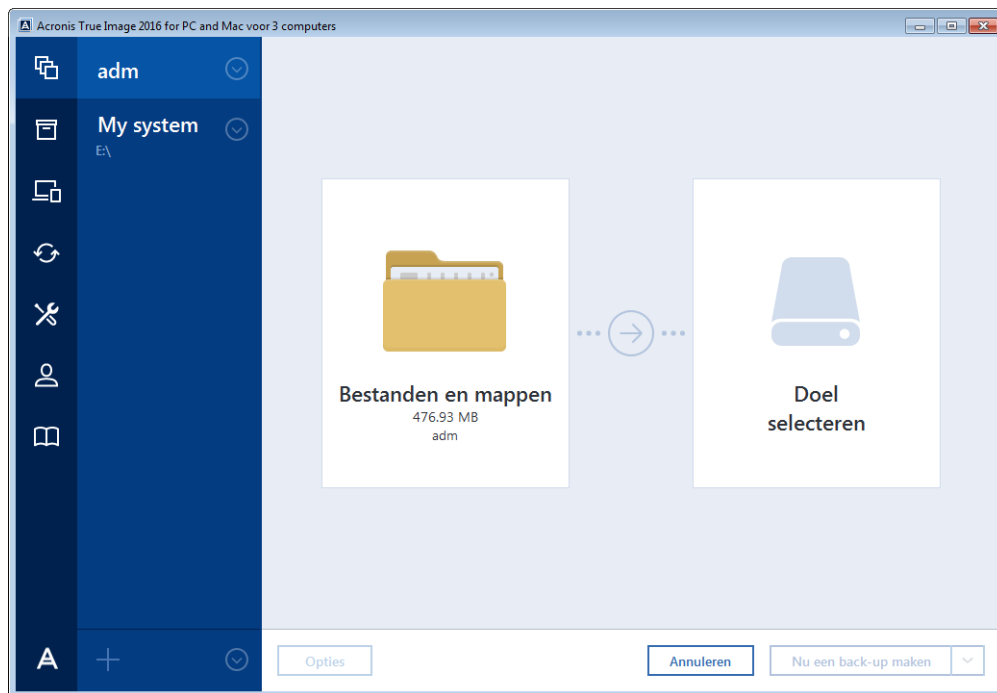 Acronis True Image 2016 for PC and Mac voor 3 computers
adm
My system
E:\
Bestanden en mappen
476.93 MB
adm
Doel
selecteren
Opties
Annuleren
Nu een back-up maken